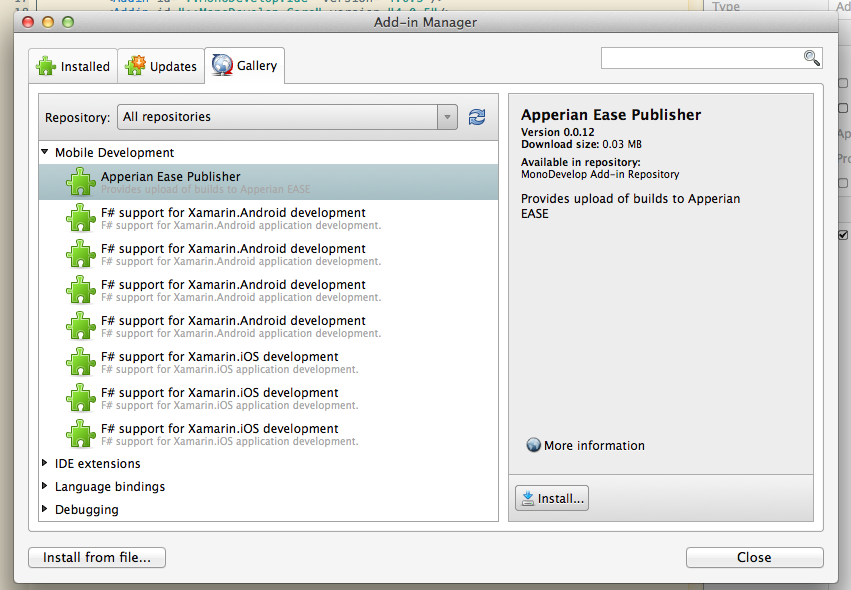 Type
Add-in Manager
Installed
Updates
Gallery
Repository:
All repositories
Mobile Development
Apperian Ease Publisher
Provides upload of builds to Apperian EASE
F# support for Xamarin.Android development
F# support for Xamarin.Android application development.
F# support for Xamarin.Android development
F# support for Xamarin.Android application development.
F# support for Xamarin.Android development
F# support for Xamarin.Android application development.
F# support for Xamarin.Android development
F# support for Xamarin.Android application development.
F# support for Xamarin.iOS development
F# support for Xamarin.iOS application development.
F# support for Xamarin.iOS development
F# support for Xamarin.iOS application development.
F# support for Xamarin.iOS development
F# support for Xamarin.iOS application development.
IDE extensions
Language bindings
Debugging
Apperian Ease Publisher
Version 0.0.12
Download size: 0.03 MB
Available in repository:
MonoDevelop Add-in Repository
Provides upload of builds to Apperian
EASE
More information
Install...
Install from file...
Close